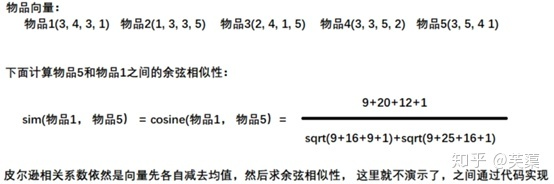 物品向量:
物品1(3, 4, 3, 1) 物品2(1, 3, 3, 5) 物品3(2, 4, 1, 5) 物品4(3, 3, 5, 2) 物品5(3, 5, 4 1)
下面计算物品5和物品1之间的余弦相似性:
9+20+12+1
sim(物品1, 物品5) = cosine(物品1, 物品5) =
sqrt(9+16+9+1)+sqrt(9+25+16+1)
皮尔逊相关系数依然是向量先各自减去均值,然后求余弦相似性, 这里就不演示了,之间通过代码实现
知乎 @芙蕖